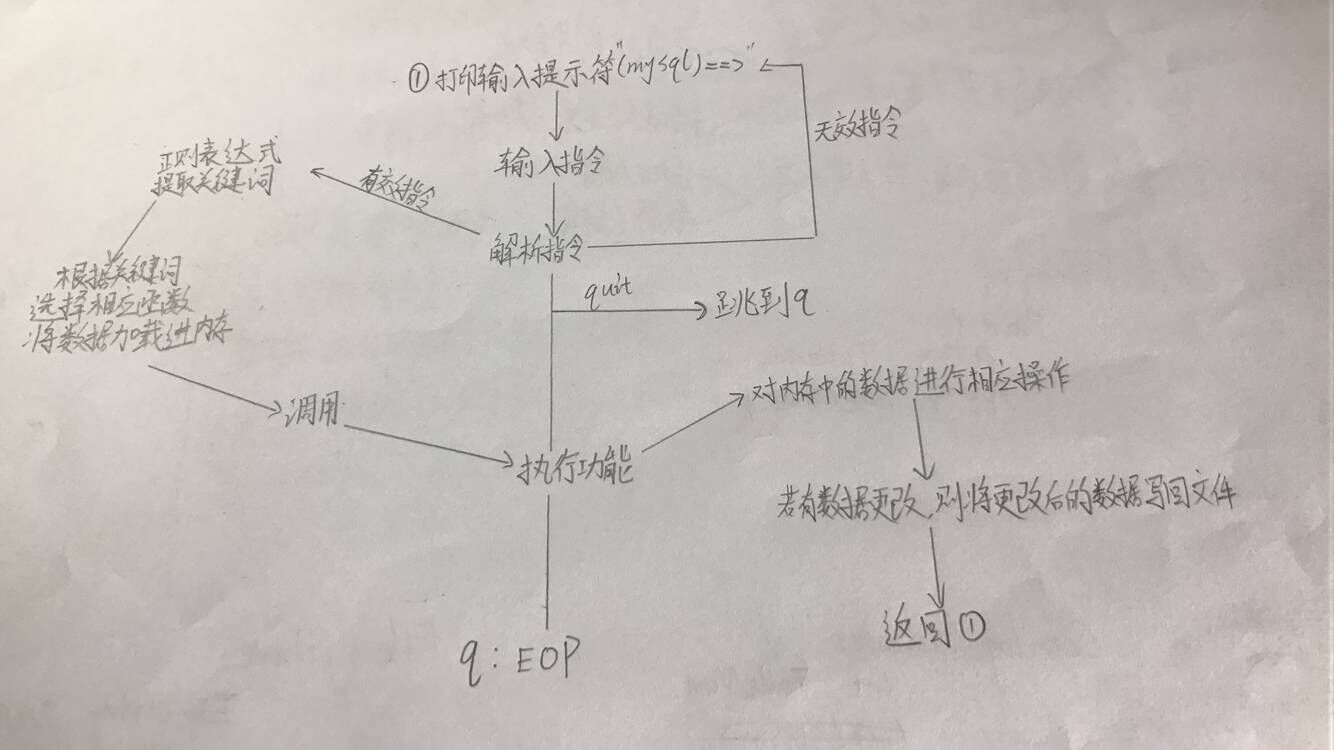 ①打印输入提示符"(mysql)==>"
无效指令
输入指令
正则表达式
提取关键词
有效指令
解析指令
根据关键词
选择相应函数
将数据加载进内存
quit
跳到q
调用
对内存中的数据进行相应操作
执行功能
若有数据更改,则将更改后的数据写回文件
返回①
q:EOP